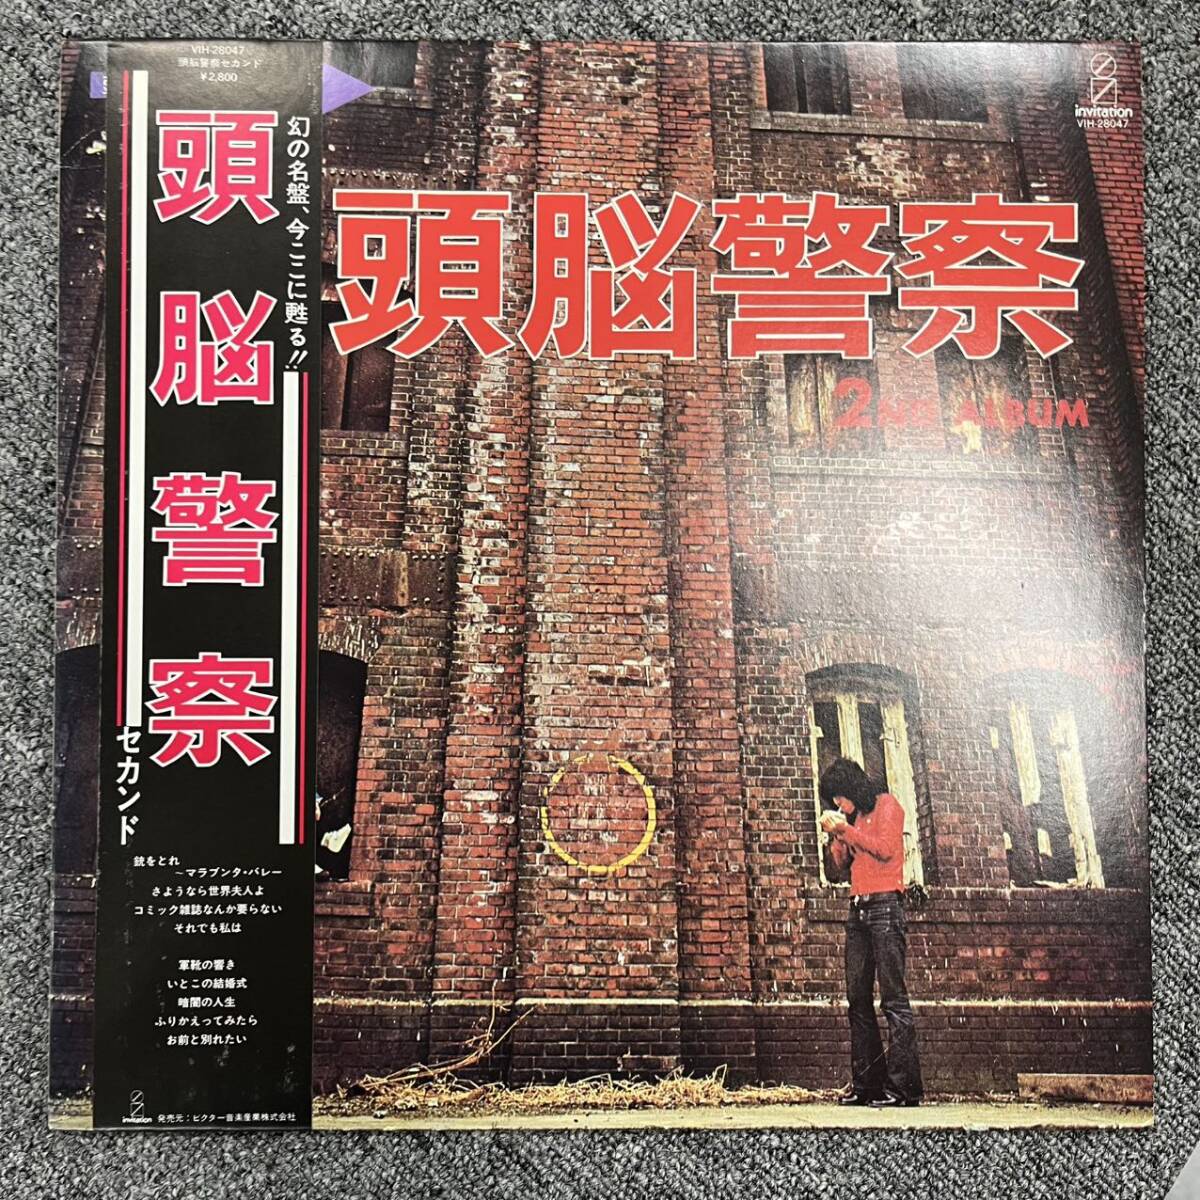 VIH-28047
頭脳警察セカンド
¥2,800
幻の名盤、今ここに甦る!!
頭脳警察
セカンド
銃をとれ
~マラブンタ・バレー
さようなら世界夫人よ
コミック雑誌なんか要らない
それでも私は
軍靴の響き
いとこの結婚式
暗闇の人生
ふりかえってみたら
お前と別れたい
invitation 発売元:ビクター音楽産業株式会社
invitation
VIH-28047
頭脳警察
2ND ALBUM